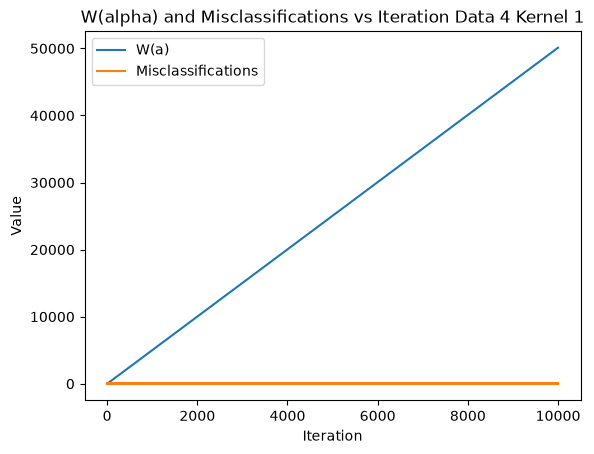 W(alpha) and Misclassifications vs Iteration Data 4 Kernel 1
W(a)
Misclassifications
50000
40000
30000
20000
10000
0
Value
0 2000 4000 6000 8000 10000
Iteration